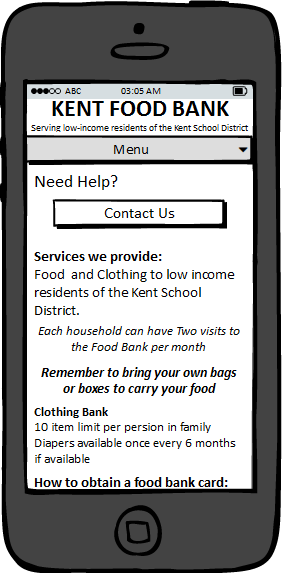 ABC 03:05 AM
KENT FOOD BANK
Serving low-income residents of the Kent School District
Menu
Need Help?
Contact Us
Services we provide:
Food and Clothing to low income
residents of the Kent School
District.
Each household can have Two visits to
the Food Bank per month
Remember to bring your own bags
or boxes to carry your food
Clothing Bank
10 item limit per persion in family
Diapers available once every 6 months
if available
How to obtain a food bank card: